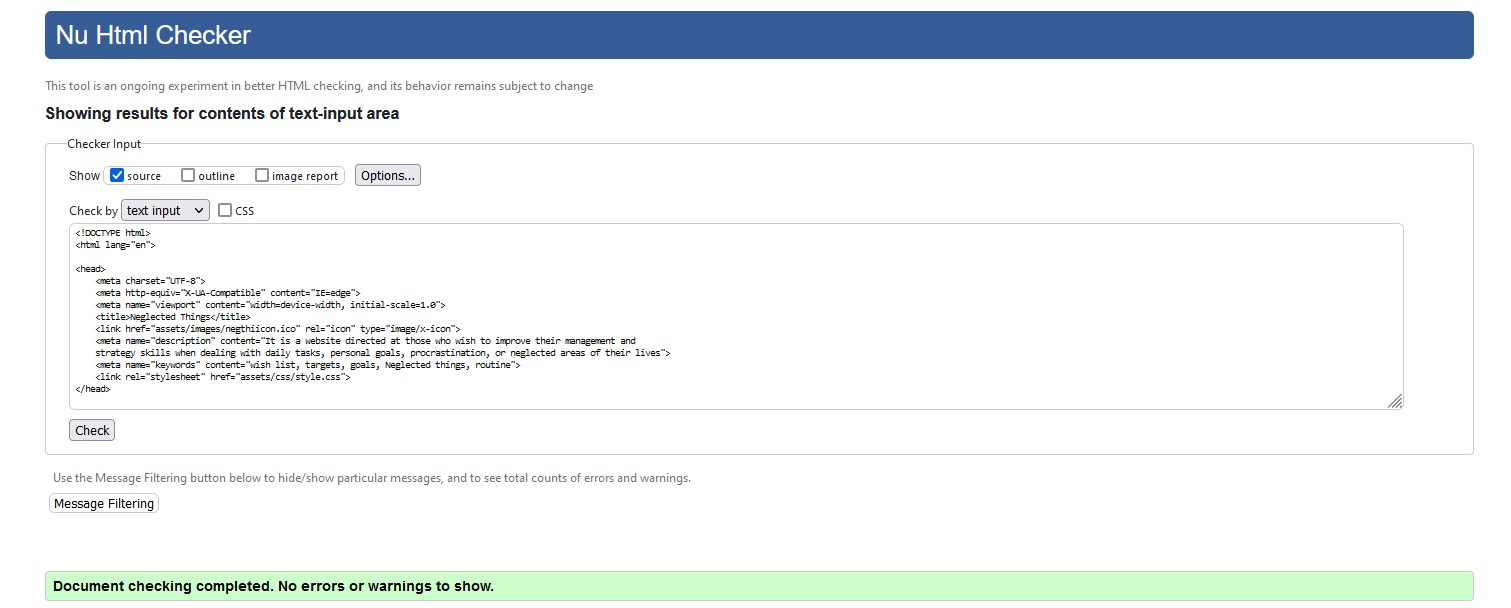 Nu Html Checker
This tool is an ongoing experiment in better HTML checking, and its behavior remains subject to change
Showing results for contents of text-input area
Checker Input
Show source outline image report Options...
Check by text input CSS
<!DOCTYPE html>
<html lang="en">
<head>
<meta charset="UTF-8">
<meta http-equiv="X-UA-Compatible" content="IE=edge">
<meta name="viewport" content="width=device-width, initial-scale=1.0">
<title>Neglected Things</title>
<link href="assets/images/negthiicon.ico" rel="icon" type="image/x-icon">
<meta name="description" content="It is a website directed at those who wish to improve their management and
strategy skills when dealing with daily tasks, personal goals, procrastination, or neglected areas of their lives">
<meta name="keywords" content="wish list, targets, goals, Neglected things, routine">
<link rel="stylesheet" href="assets/css/style.css">
</head>
Check
Use the Message Filtering button below to hide/show particular messages, and to see total counts of errors and warnings.
Message Filtering
Document checking completed. No errors or warnings to show.